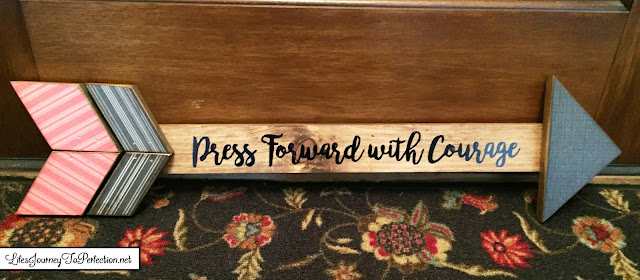 Press Forward with Courage
LifesJourneyToPerfection.net